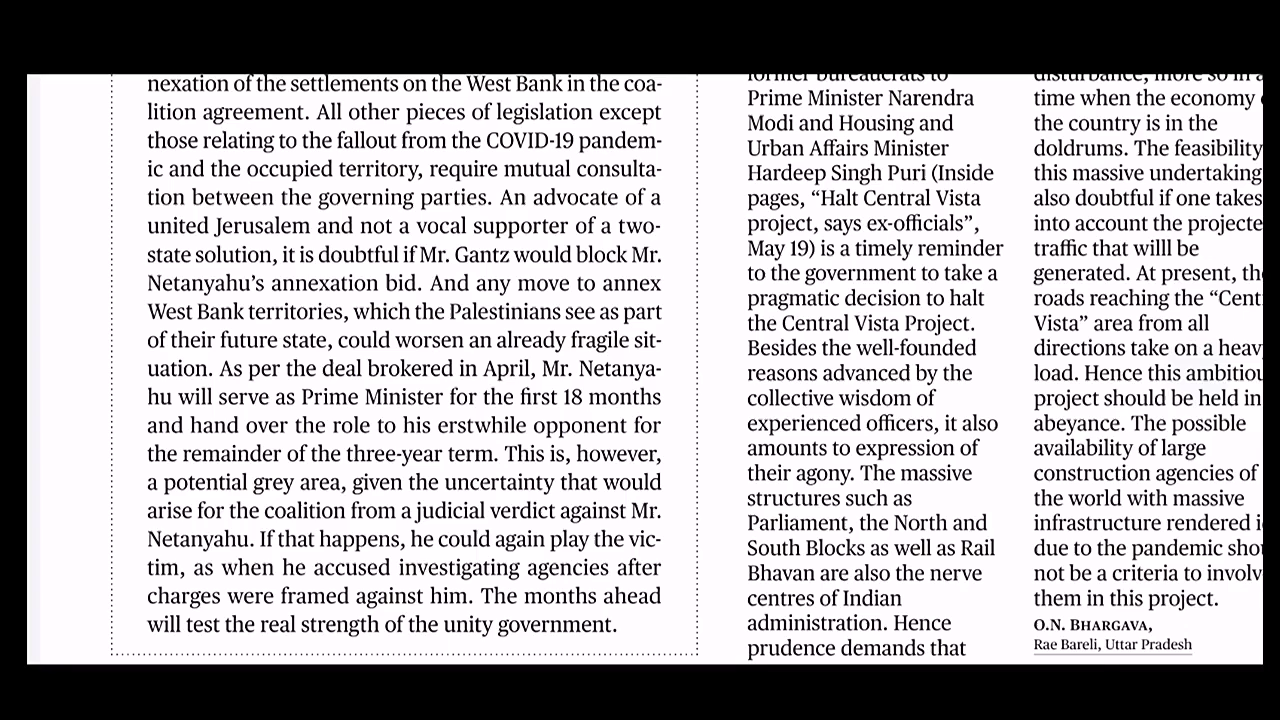 nexation of the settlements on the West Bank in the coa-
lition agreement. All other pieces of legislation except
those relating to the fallout from the COVID-19 pandem-
ic and the occupied territory, require mutual consulta-
tion between the governing parties. An advocate of a
united Jerusalem and not a vocal supporter of a two-
state solution, it is doubtful if Mr. Gantz would block Mr.
Netanyahu’s annexation bid. And any move to annex
West Bank territories, which the Palestinians see as part
of their future state, could worsen an already fragile sit-
uation. As per the deal brokered in April, Mr. Netanya-
hu will serve as Prime Minister for the first 18 months
and hand over the role to his erstwhile opponent for
the remainder of the three-year term. This is, however,
a potential grey area, given the uncertainty that would
arise for the coalition from a judicial verdict against Mr.
Netanyahu. If that happens, he could again play the vic-
tim, as when he accused investigating agencies after
charges were framed against him. The months ahead
will test the real strength of the unity government.
former bureaucrats to
Prime Minister Narendra
Modi and Housing and
Urban Affairs Minister
Hardeep Singh Puri (Inside
pages, “Halt Central Vista
project, says ex-officials”,
May 19) is a timely reminder
to the government to take a
pragmatic decision to halt
the Central Vista Project.
Besides the well-founded
reasons advanced by the
collective wisdom of
experienced officers, it also
amounts to expression of
their agony. The massive
structures such as
Parliament, the North and
South Blocks as well as Rail
Bhavan are also the nerve
centres of Indian
administration. Hence
prudence demands that
disturbance, more so in a
time when the economy
the country is in the
doldrums. The feasibility
this massive undertaking
also doubtful if one takes
into account the projecte
traffic that willl be
generated. At present, th
roads reaching the “Cent
Vista” area from all
directions take on a heav
load. Hence this ambitiou
project should be held in
abeyance. The possible
availability of large
construction agencies of
the world with massive
infrastructure rendered i
due to the pandemic shou
not be a criteria to involv
them in this project.
O.N. BHARGAVA,
Rae Bareli, Uttar Pradesh